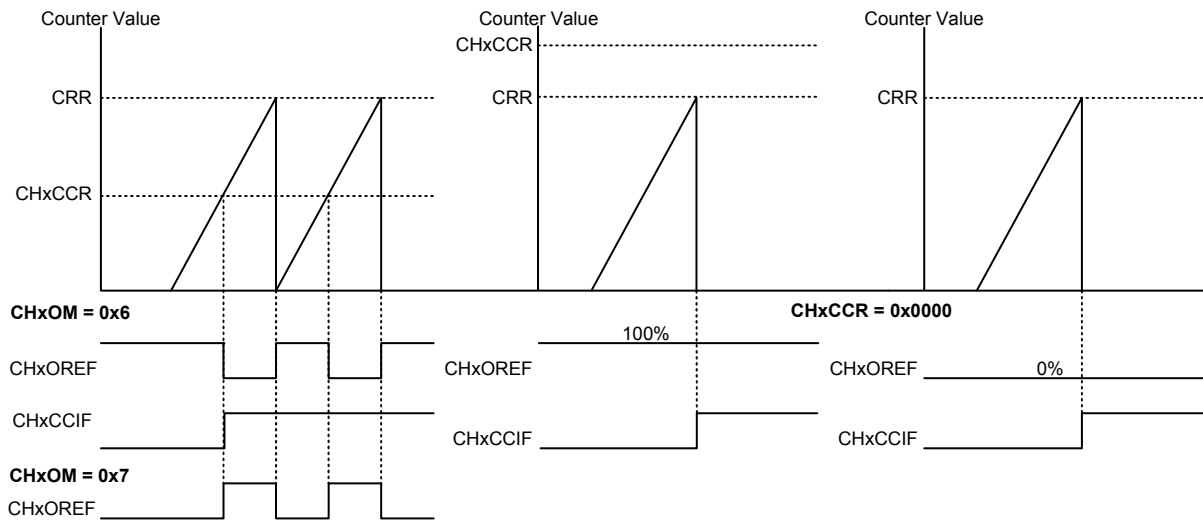 Counter Value
CRR
CHxCCR
CHxOM = 0x6
CHxOREF
CHxCCIF
CHxOM = 0x7
CHxOREF
Counter Value
CHxCCR
CRR
100%
CHxOREF
CHxCCIF
Counter Value
CRR
CHxCCR = 0x0000
CHxOREF
0%
CHxCCIF